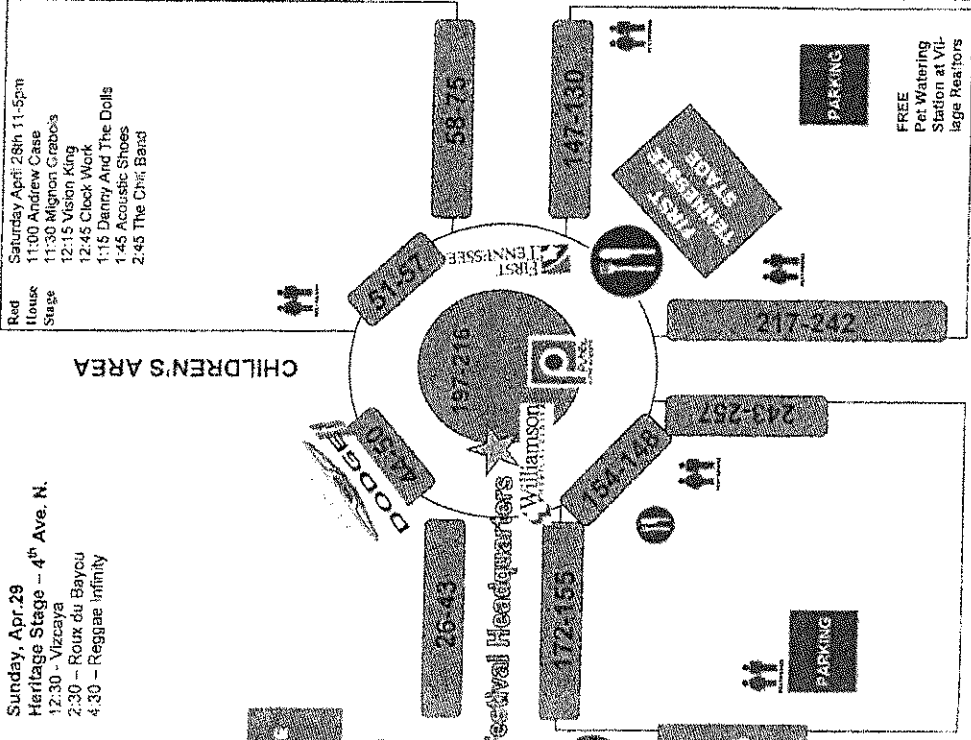 Red House Stage
Saturday April 28th 11-5pm
11:00 Andrew Case
11:30 Mignon Grabois
12:15 Vision King
12:45 Clock Work
1:15 Danny And The Dolls
1:45 Acoustic Shoes
2:45 The Chill Band
CHILDREN'S AREA
Sunday, Apr.29
Heritage Stage – 4th Ave. N.
12:30 - Vizcaya
2:30 – Roux du Bayou
4:30 – Reggae Infinity
58-75
147-130
51-57
FIRST
TENNESSEE
197-216
Publix
Williamson
DODGE
44-50
26-43
Festival Headquarters
172-155
154-148
243-257
217-242
FIRST
TENNESSEE
STAGE
PARKING
FREE
Pet Watering
Station at Vil-
lage Realtors
PARKING